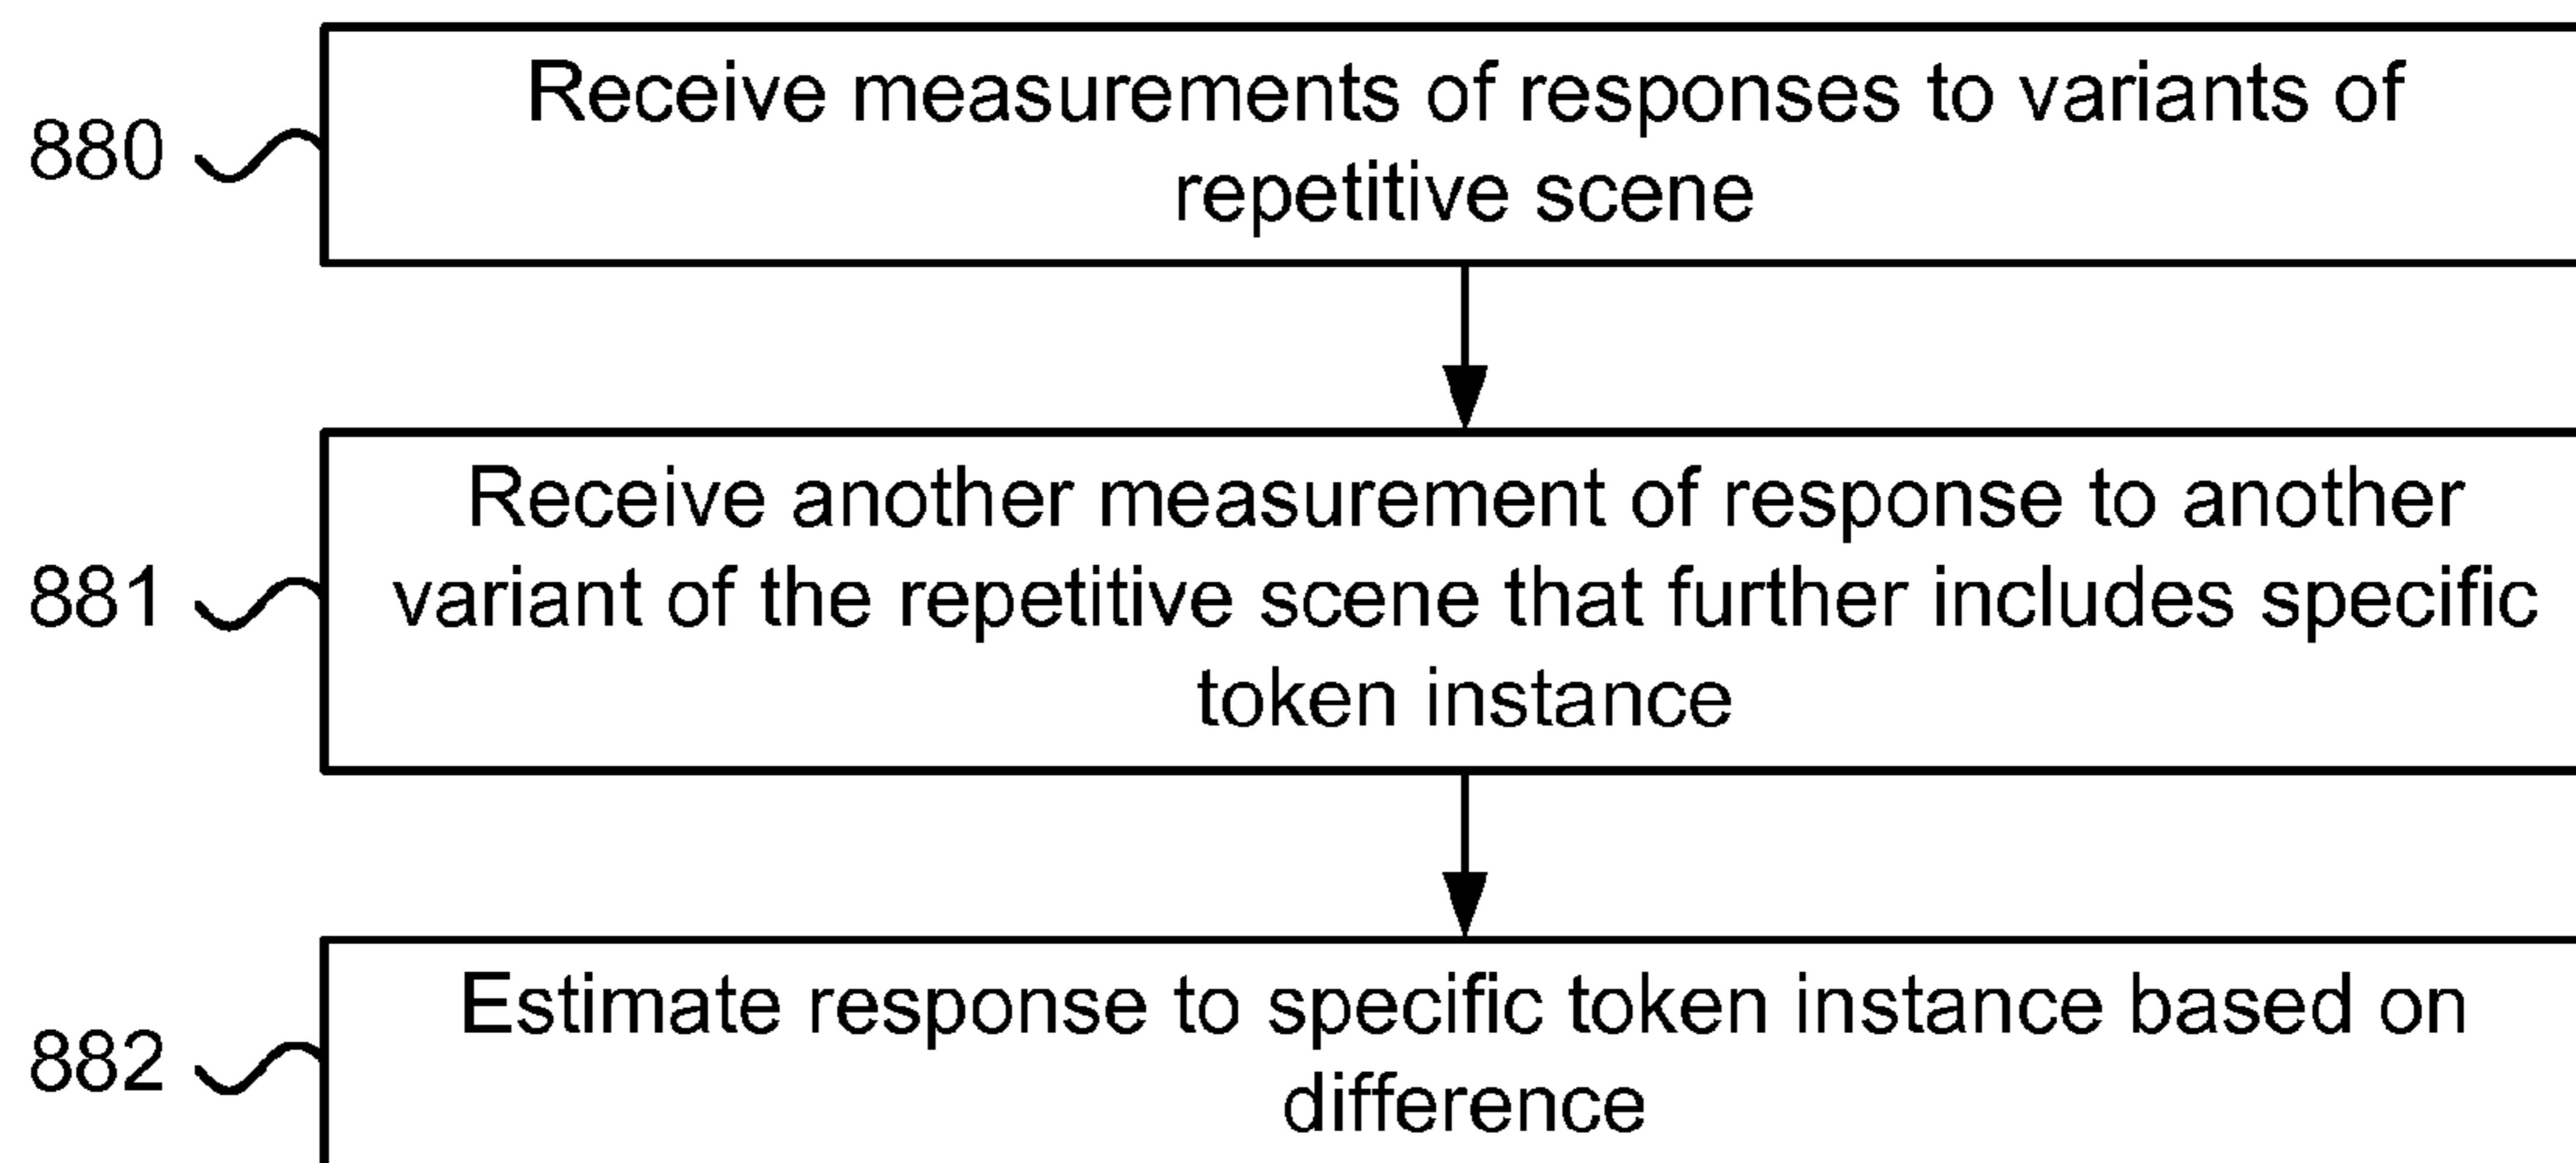 880
Receive measurements of responses to variants of
repetitive scene
881
Receive another measurement of response to another
variant of the repetitive scene that further includes specific
token instance
882
Estimate response to specific token instance based on
difference